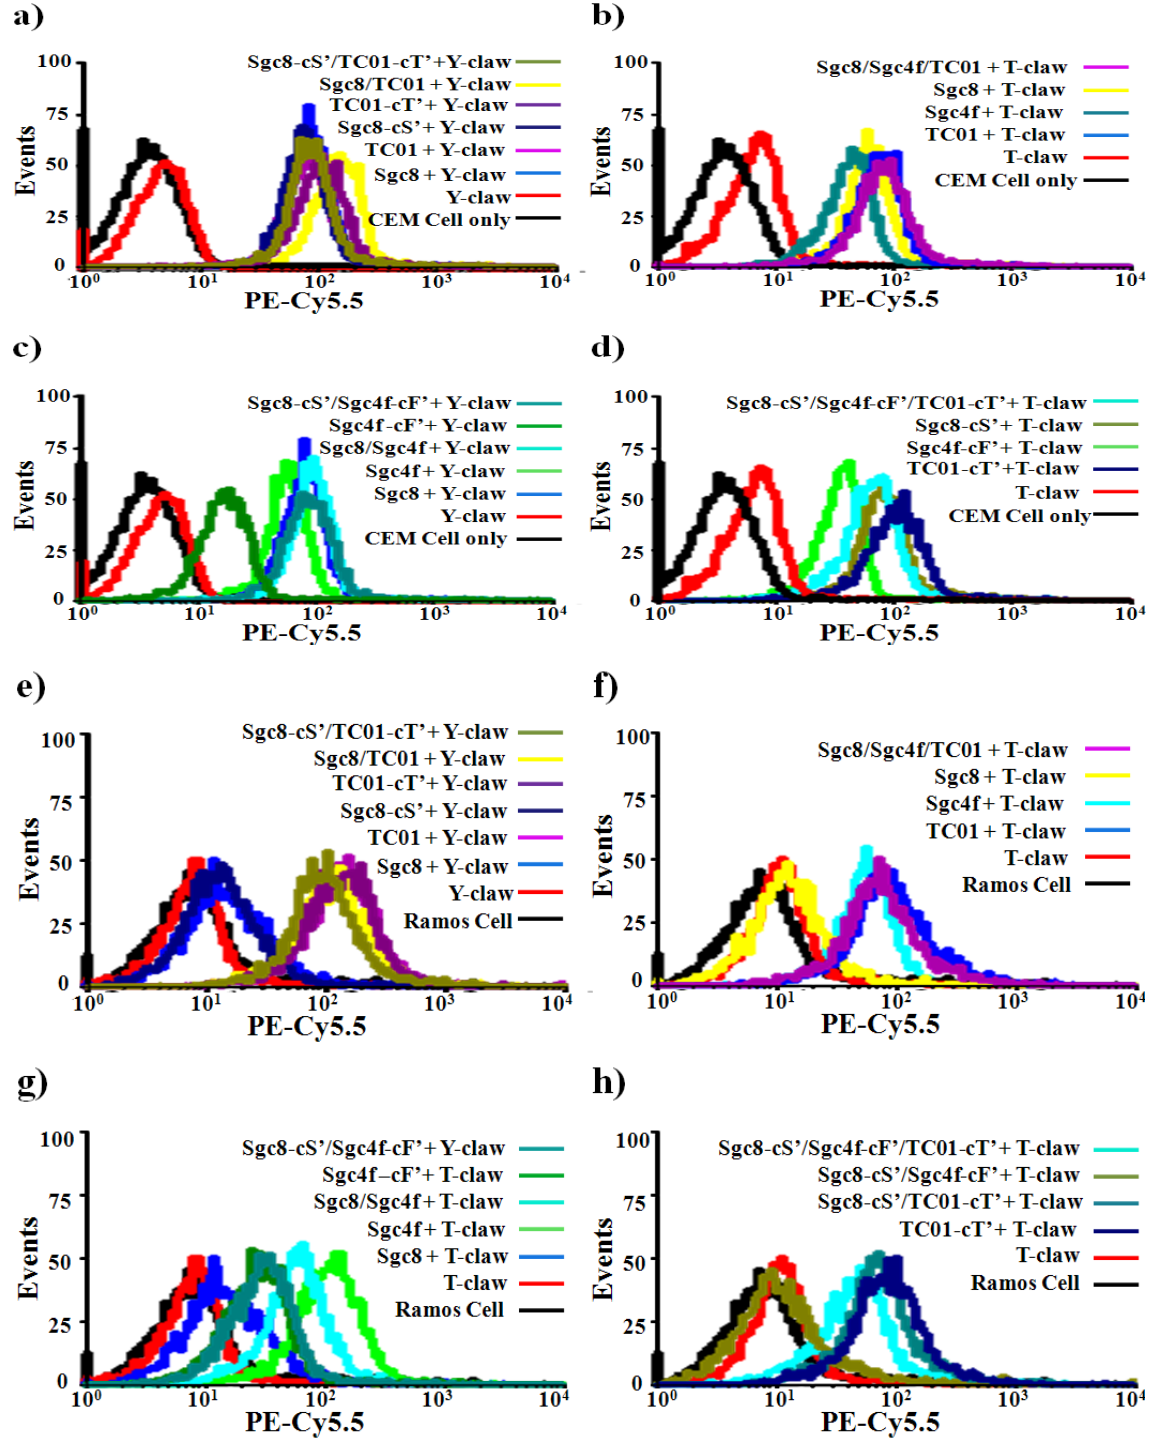 a)
100
75
50
25
0
Events
Sgc8-cS’/TC01-cT’+Y-claw
Sgc8/TC01 + Y-claw
TC01-cT’+ Y-claw
Sgc8-cS’+ Y-claw
TC01 + Y-claw
Sgc8 + Y-claw
Y-claw
CEM Cell only
10⁰ 10¹ 10² 10³ 10⁴
PE-Cy5.5
b)
100
75
50
25
0
Events
Sgc8/Sgc4f/TC01 + T-claw
Sgc8 + T-claw
Sgc4f + T-claw
TC01 + T-claw
T-claw
CEM Cell only
10⁰ 10¹ 10² 10³ 10⁴
PE-Cy5.5
c)
100
75
50
25
0
Events
Sgc8-cS’/Sgc4f-cF’+ Y-claw
Sgc4f-cF’+ Y-claw
Sgc8/Sgc4f + Y-claw
Sgc4f + Y-claw
Sgc8 + Y-claw
Y-claw
CEM Cell only
10⁰ 10¹ 10² 10³ 10⁴
PE-Cy5.5
d)
100
75
50
25
0
Events
Sgc8-cS’/Sgc4f-cF’/TC01-cT’+ T-claw
Sgc8-cS’+ T-claw
Sgc4f-cF’+ T-claw
TC01-cT’+T-claw
T-claw
CEM Cell only
10⁰ 10¹ 10² 10³ 10⁴
PE-Cy5.5
e)
100
75
50
25
0
Events
Sgc8-cS’/TC01-cT’+ Y-claw
Sgc8/TC01 + Y-claw
TC01-cT’+ Y-claw
Sgc8-cS’+ Y-claw
TC01 + Y-claw
Sgc8 + Y-claw
Y-claw
Ramos Cell
10⁰ 10¹ 10² 10³ 10⁴
PE-Cy5.5
f)
100
75
50
25
0
Events
Sgc8/Sgc4f/TC01 + T-claw
Sgc8 + T-claw
Sgc4f + T-claw
TC01 + T-claw
T-claw
Ramos Cell
10⁰ 10¹ 10² 10³ 10⁴
PE-Cy5.5
g)
100
75
50
25
0
Events
Sgc8-cS’/Sgc4f-cF’+ Y-claw
Sgc4f–cF’+ T-claw
Sgc8/Sgc4f + T-claw
Sgc4f + T-claw
Sgc8 + T-claw
T-claw
Ramos Cell
10⁰ 10¹ 10² 10³ 10⁴
PE-Cy5.5
h)
100
75
50
25
0
Events
Sgc8-cS’/Sgc4f-cF’/TC01-cT’+ T-claw
Sgc8-cS’/Sgc4f-cF’+ T-claw
Sgc8-cS’/TC01-cT’+ T-claw
TC01-cT’+ T-claw
T-claw
Ramos Cell
10⁰ 10¹ 10² 10³ 10⁴
PE-Cy5.5